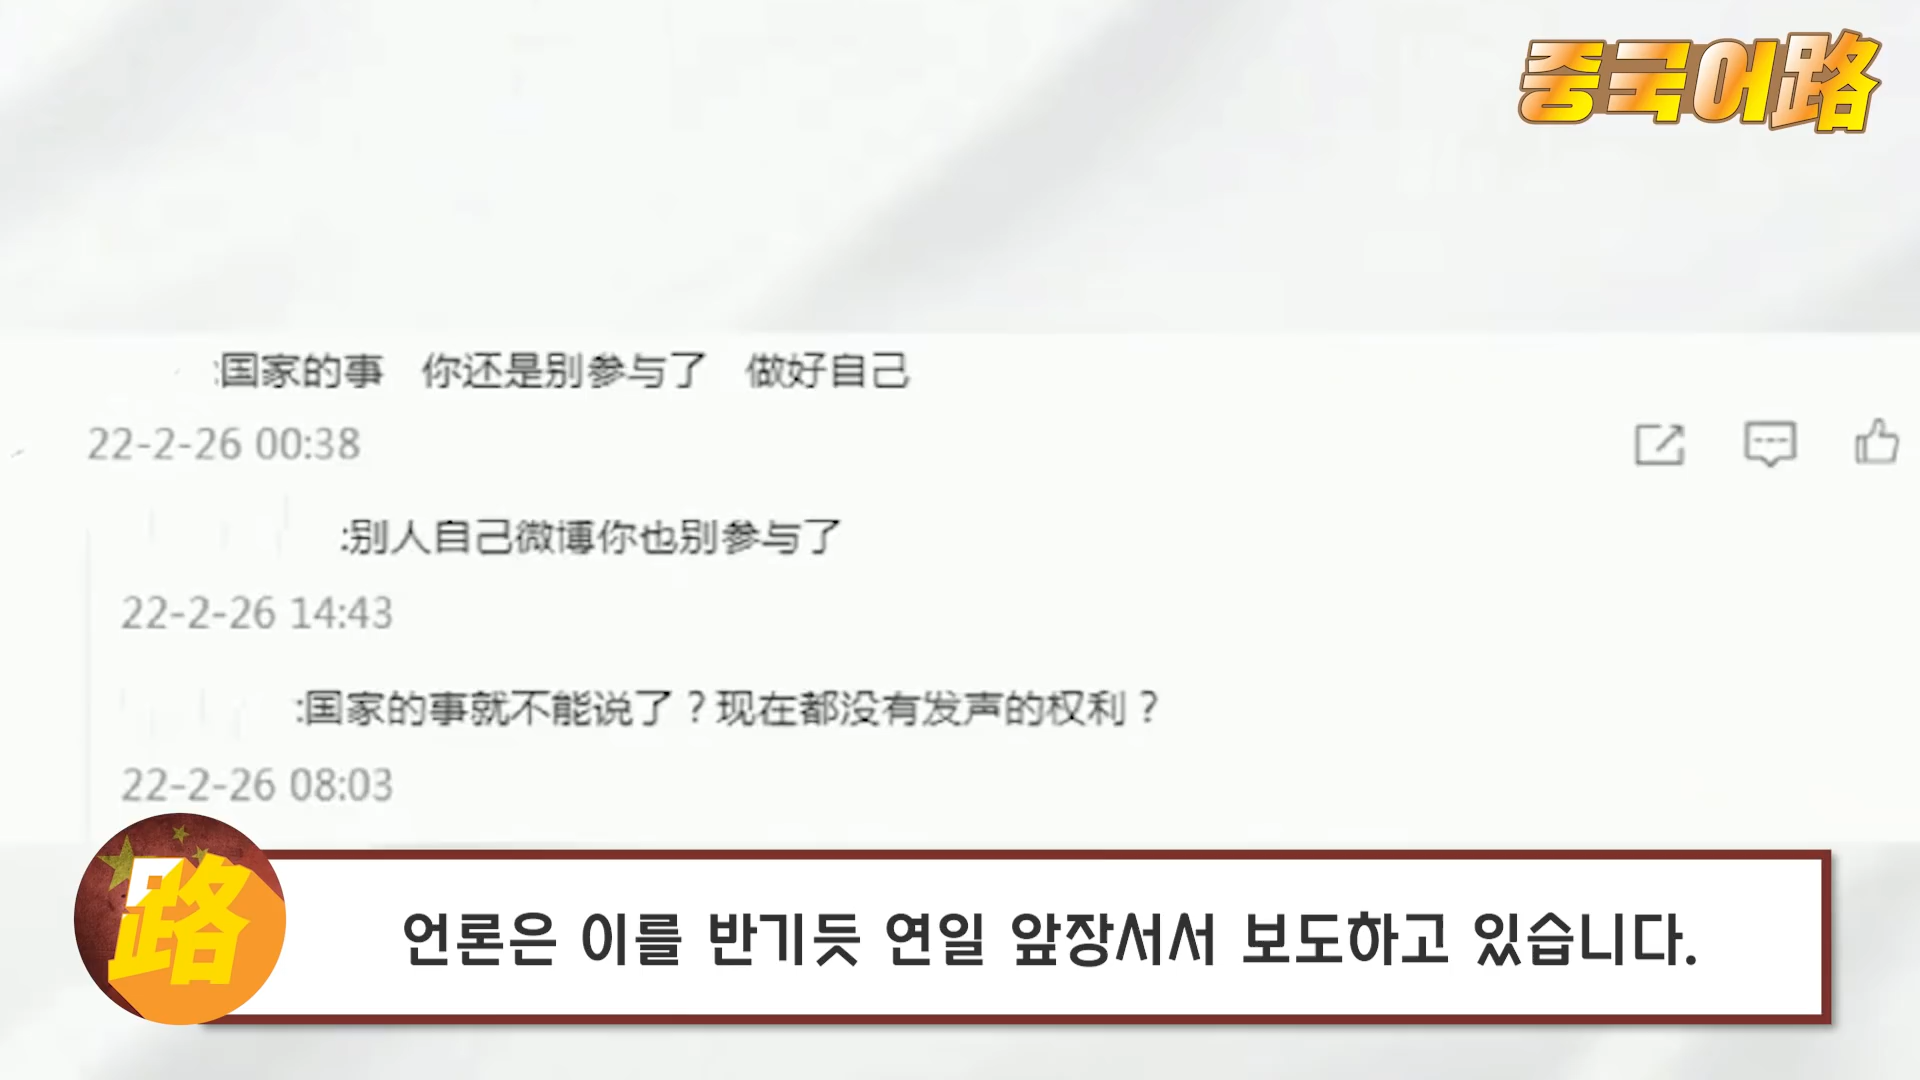 중국어路
:国家的事 你还是别参与了 做好自己
22-2-26 00:38
:别人自己微博你也别参与了
22-2-26 14:43
:国家的事就不能说了？现在都没有发声的权利？
22-2-26 08:03
路
언론은 이를 반기듯 연일 앞장서서 보도하고 있습니다.